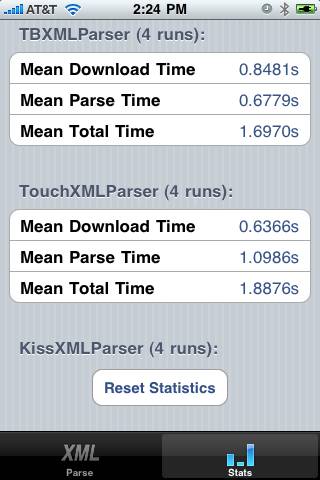 AT&T 2:24 PM
TBXMLParser (4 runs):
Mean Download Time 0.8481s
Mean Parse Time 0.6779s
Mean Total Time 1.6970s
TouchXMLParser (4 runs):
Mean Download Time 0.6366s
Mean Parse Time 1.0986s
Mean Total Time 1.8876s
KissXMLParser (4 runs):
Reset Statistics
XML
Parse Stats